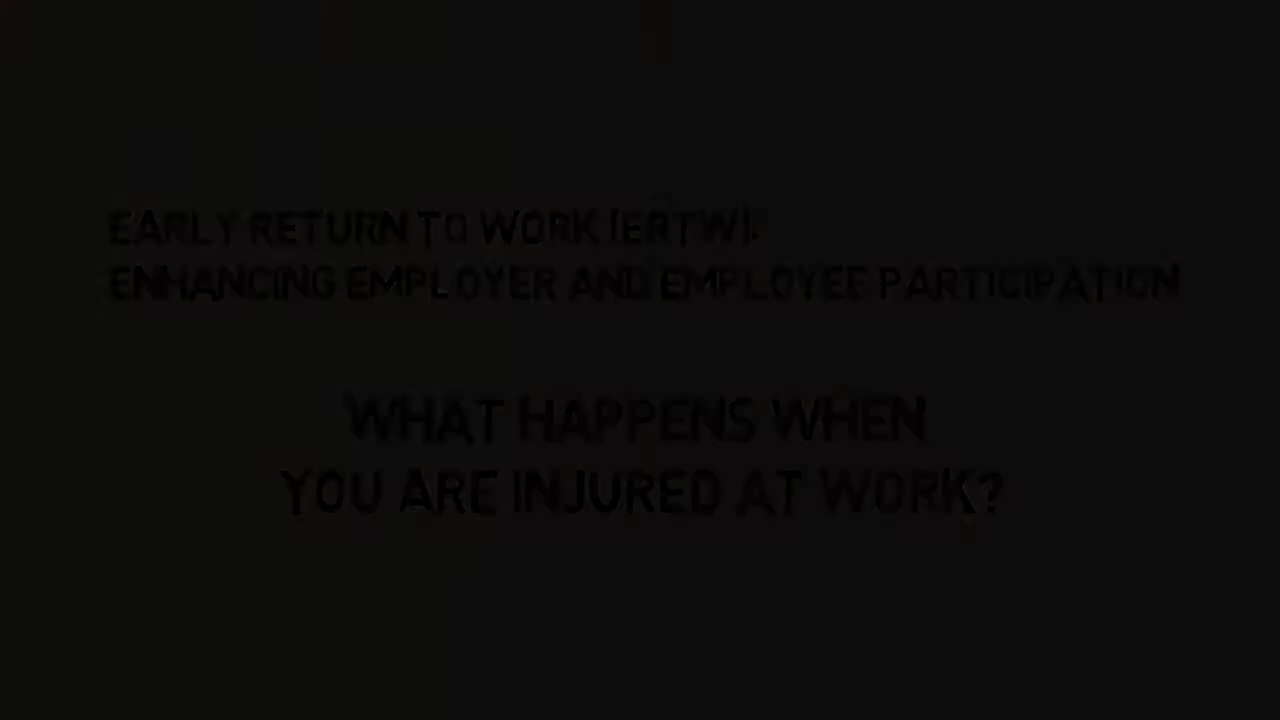 EARLY RETURN TO WORK (ERTW):
ENHANCING EMPLOYER AND EMPLOYEE PARTICIPATION
WHAT HAPPENS WHEN
YOU ARE INJURED AT WORK?